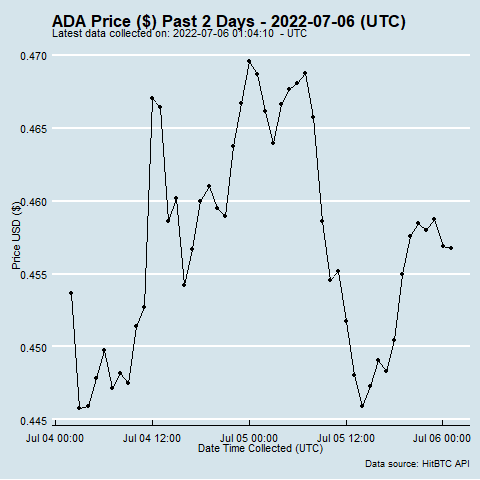 ADA Price ($) Past 2 Days - 2022-07-06 (UTC)
Latest data collected on: 2022-07-06 01:04:10 - UTC
0.470
0.465
0.460
0.455
0.450
0.445
Price USD ($)
Jul 04 00:00 Jul 04 12:00 Jul 05 00:00 Jul 05 12:00 Jul 06 00:00
Date Time Collected (UTC)
Data source: HitBTC API